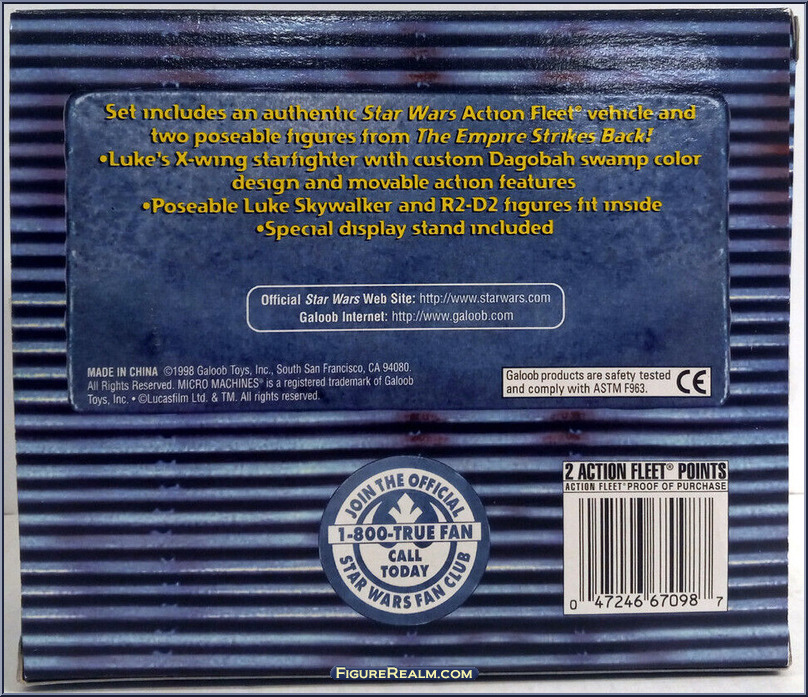 Set includes an authentic Star Wars Action Fleet® vehicle and
two poseable figures from The Empire Strikes Back!
•Luke's X-wing starfighter with custom Dagobah swamp color
design and movable action features
•Poseable Luke Skywalker and R2-D2 figures fit inside
•Special display stand included
Official Star Wars Web Site: http://www.starwars.com
Galoob Internet: http://www.galoob.com
MADE IN CHINA ©1998 Galoob Toys, Inc., South San Francisco, CA 94080.
All Rights Reserved. MICRO MACHINES® is a registered trademark of Galoob
Toys, Inc. • ©Lucasfilm Ltd. & TM. All rights reserved.
Galoob products are safety tested
and comply with ASTM F963.
CE
JOIN THE OFFICIAL
1-800-TRUE FAN
CALL
TODAY
STAR WARS FAN CLUB
2 ACTION FLEET® POINTS
ACTION FLEET® PROOF OF PURCHASE
0 47246 67098 7
FIGUREREALM.COM